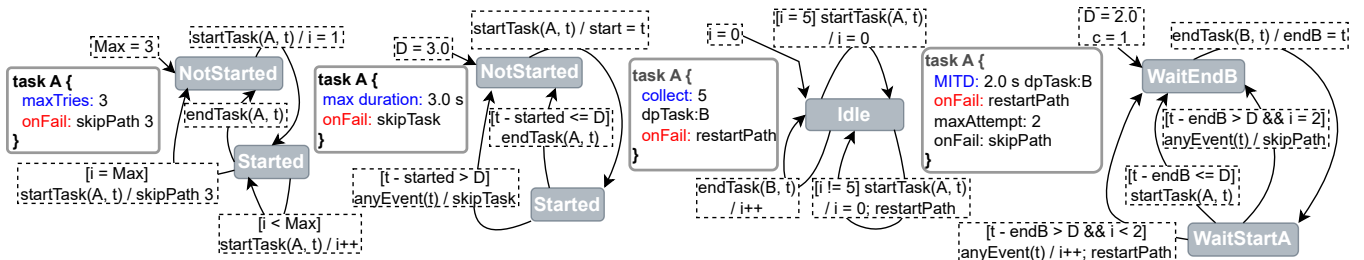 Max = 3
startTask(A, t) / i = 1
NotStarted
task A {
maxTries: 3
onFail: skipPath 3
}
endTask(A, t)
Started
[i = Max]
startTask(A, t) / skipPath 3
[i < Max]
startTask(A, t) / i++
D = 3.0
startTask(A, t) / start = t
NotStarted
task A {
max duration: 3.0 s
onFail: skipTask
}
[t - started <= D]
endTask(A, t)
[t - started > D]
anyEvent(t) / skipTask
Started
i = 0
[i = 5] startTask(A, t)
/ i = 0
task A {
collect: 5
dpTask:B
onFail: restartPath
}
Idle
endTask(B, t)
/ i++
[i != 5] startTask(A, t)
/ i = 0; restartPath
D = 2.0
c = 1
endTask(B, t) / endB = t
task A {
MITD: 2.0 s dpTask:B
onFail: restartPath
maxAttempt: 2
onFail: skipPath
}
WaitEndB
[t - endB > D && i = 2]
anyEvent(t) / skipPath
[t - endB <= D]
startTask(A, t)
WaitStartA
[t - endB > D && i < 2]
anyEvent(t) / i++; restartPath